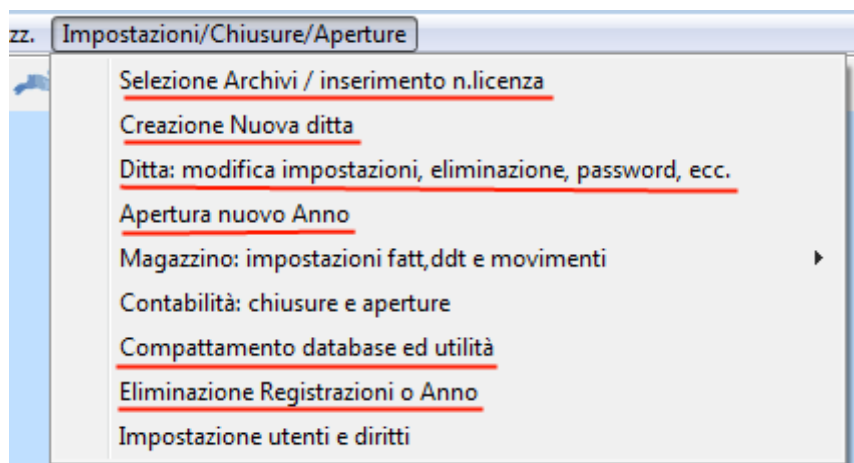 zz. Impostazioni/Chiusure/Aperture
Selezione Archivi / inserimento n.licenza
Creazione Nuova ditta
Ditta: modifica impostazioni, eliminazione, password, ecc.
Apertura nuovo Anno
Magazzino: impostazioni fatt,ddt e movimenti
Contabilità: chiusure e aperture
Compattamento database ed utilità
Eliminazione Registrazioni o Anno
Impostazione utenti e diritti